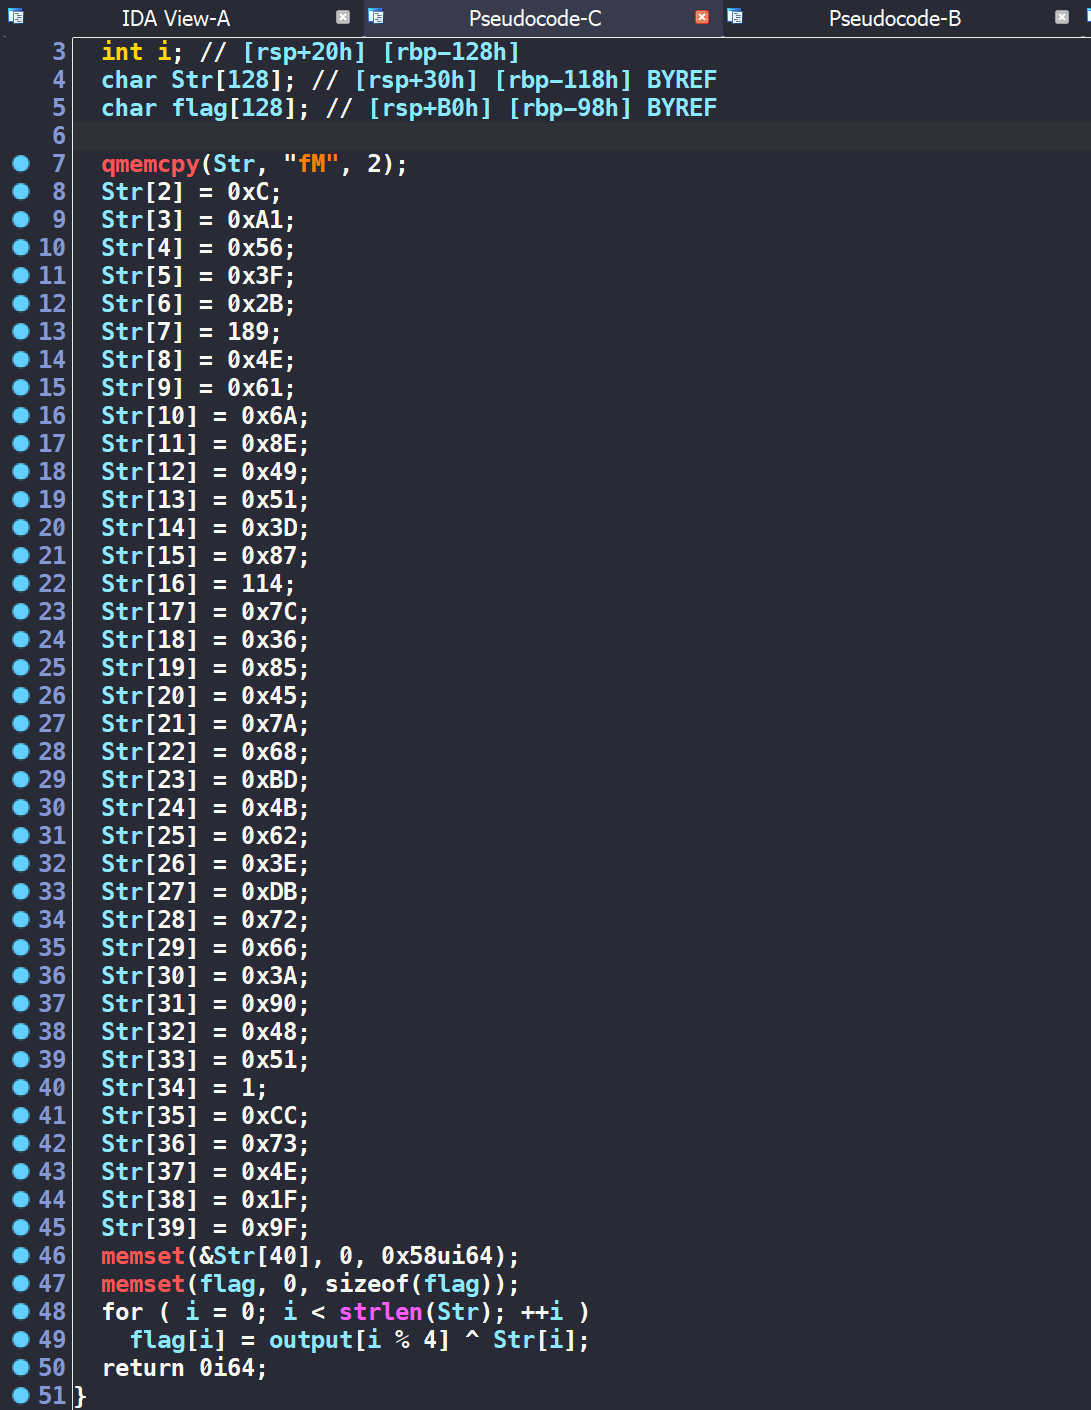 IDA View-A Pseudocode-C Pseudocode-B
3 int i; // [rsp+20h] [rbp-128h]
4 char Str[128]; // [rsp+30h] [rbp-118h] BYREF
5 char flag[128]; // [rsp+B0h] [rbp-98h] BYREF
6
7 qmemcpy(Str, "fM", 2);
8 Str[2] = 0xC;
9 Str[3] = 0xA1;
10 Str[4] = 0x56;
11 Str[5] = 0x3F;
12 Str[6] = 0x2B;
13 Str[7] = 189;
14 Str[8] = 0x4E;
15 Str[9] = 0x61;
16 Str[10] = 0x6A;
17 Str[11] = 0x8E;
18 Str[12] = 0x49;
19 Str[13] = 0x51;
20 Str[14] = 0x3D;
21 Str[15] = 0x87;
22 Str[16] = 114;
23 Str[17] = 0x7C;
24 Str[18] = 0x36;
25 Str[19] = 0x85;
26 Str[20] = 0x45;
27 Str[21] = 0x7A;
28 Str[22] = 0x68;
29 Str[23] = 0xBD;
30 Str[24] = 0x4B;
31 Str[25] = 0x62;
32 Str[26] = 0x3E;
33 Str[27] = 0xDB;
34 Str[28] = 0x72;
35 Str[29] = 0x66;
36 Str[30] = 0x3A;
37 Str[31] = 0x90;
38 Str[32] = 0x48;
39 Str[33] = 0x51;
40 Str[34] = 1;
41 Str[35] = 0xCC;
42 Str[36] = 0x73;
43 Str[37] = 0x4E;
44 Str[38] = 0x1F;
45 Str[39] = 0x9F;
46 memset(&Str[40], 0, 0x58ui64);
47 memset(flag, 0, sizeof(flag));
48 for ( i = 0; i < strlen(Str); ++i )
49 flag[i] = output[i % 4] ^ Str[i];
50 return 0i64;
51 }